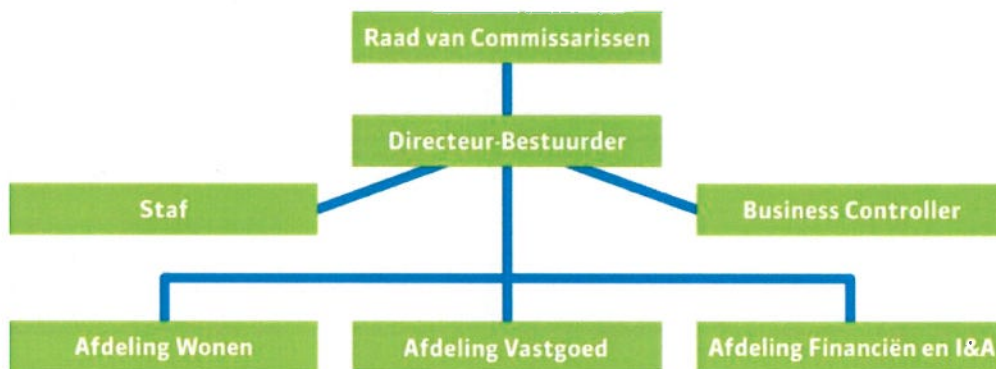 Raad van Commissarissen
Directeur-Bestuurder
Staf
Business Controller
Afdeling Wonen
Afdeling Vastgoed
Afdeling Financiën en I&A